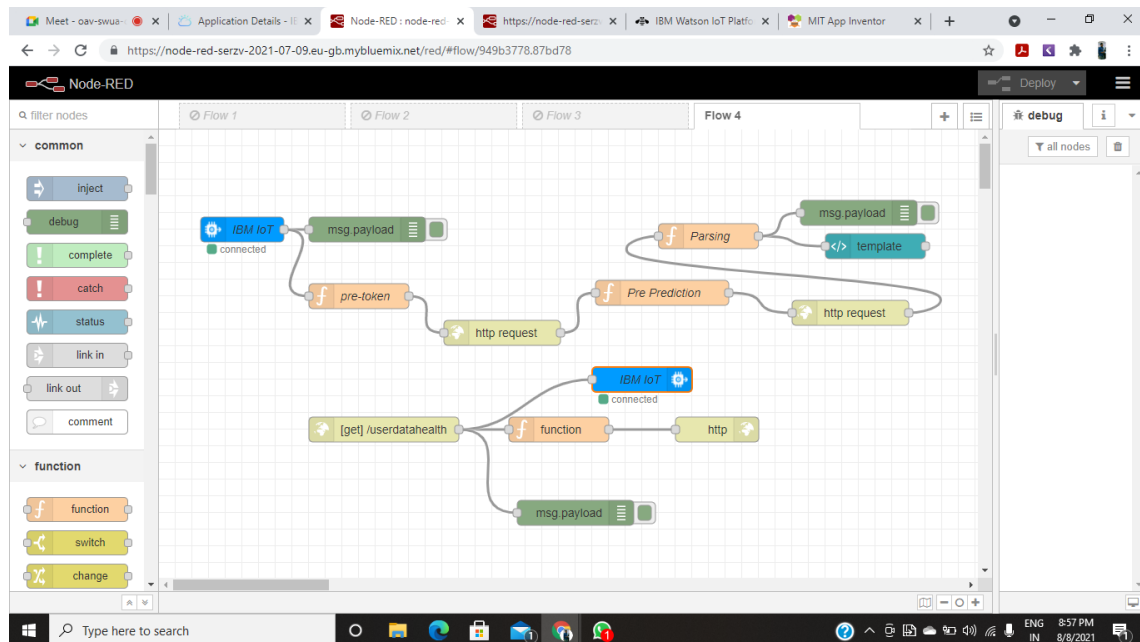 Meet - oav-swua-
Application Details - IE
Node-RED : node-red-
https://node-red-serzv
IBM Watson IoT Platfo
MIT App Inventor
https://node-red-serzv-2021-07-09.eu-gb.mybluemix.net/red/#flow/949b3778.87bd78
Node-RED
Deploy
filter nodes
Flow 1
Flow 2
Flow 3
Flow 4
debug
i
all nodes
common
inject
debug
complete
catch
status
link in
link out
comment
function
function
switch
change
IBM IoT
connected
msg.payload
pre-token
http request
Pre Prediction
http request
Parsing
msg.payload
template
IBM IoT
connected
[get] /userdatahealth
function
http
msg.payload
Type here to search
ENG
IN
8:57 PM
8/8/2021